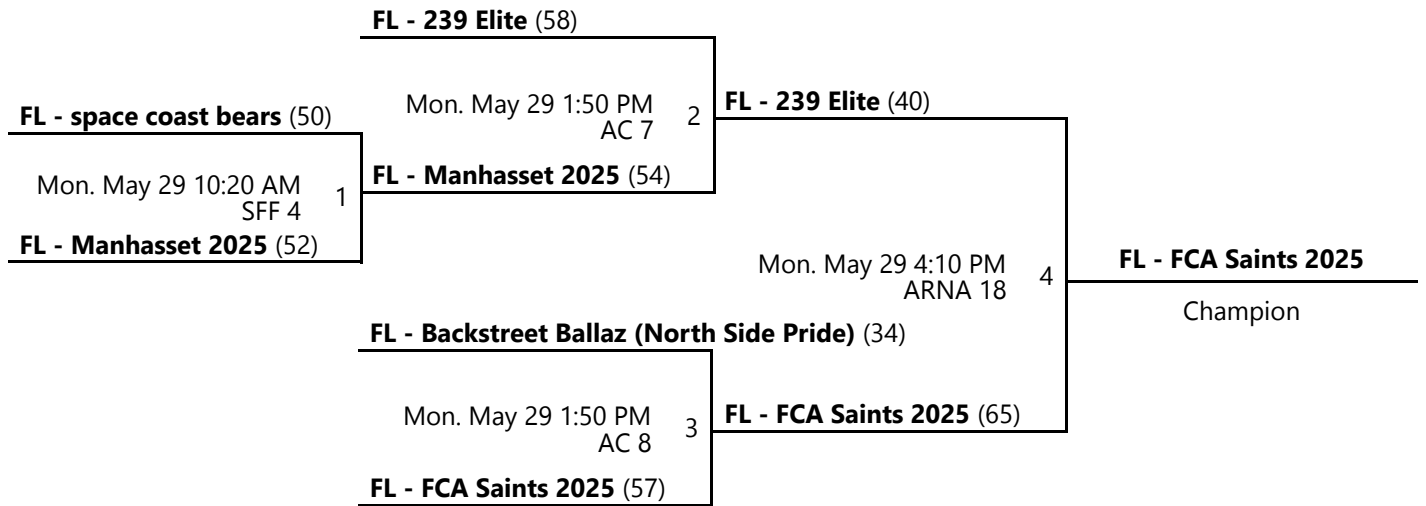 FL - 239 Elite (58)
FL - space coast bears (50)
Mon. May 29 1:50 PM
AC 7
2
FL - 239 Elite (40)
Mon. May 29 10:20 AM
SFF 4
1
FL - Manhasset 2025 (54)
FL - Manhasset 2025 (52)
Mon. May 29 4:10 PM
ARNA 18
4
FL - FCA Saints 2025
Champion
FL - Backstreet Ballaz (North Side Pride) (34)
Mon. May 29 1:50 PM
AC 8
3
FL - FCA Saints 2025 (65)
FL - FCA Saints 2025 (57)